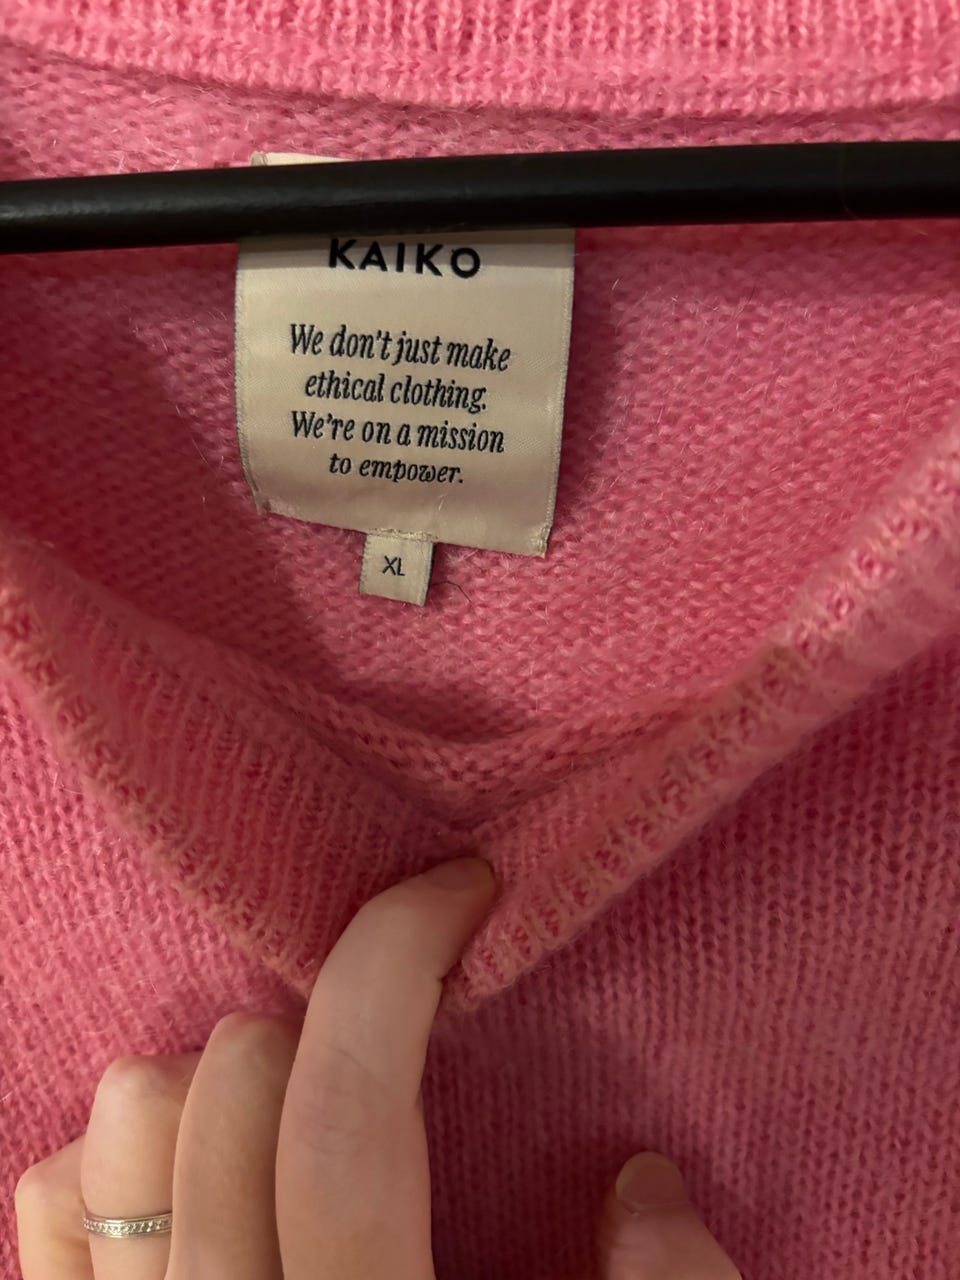 KAIKO
We don't just make
ethical clothing.
We're on a mission
to empower.
XL